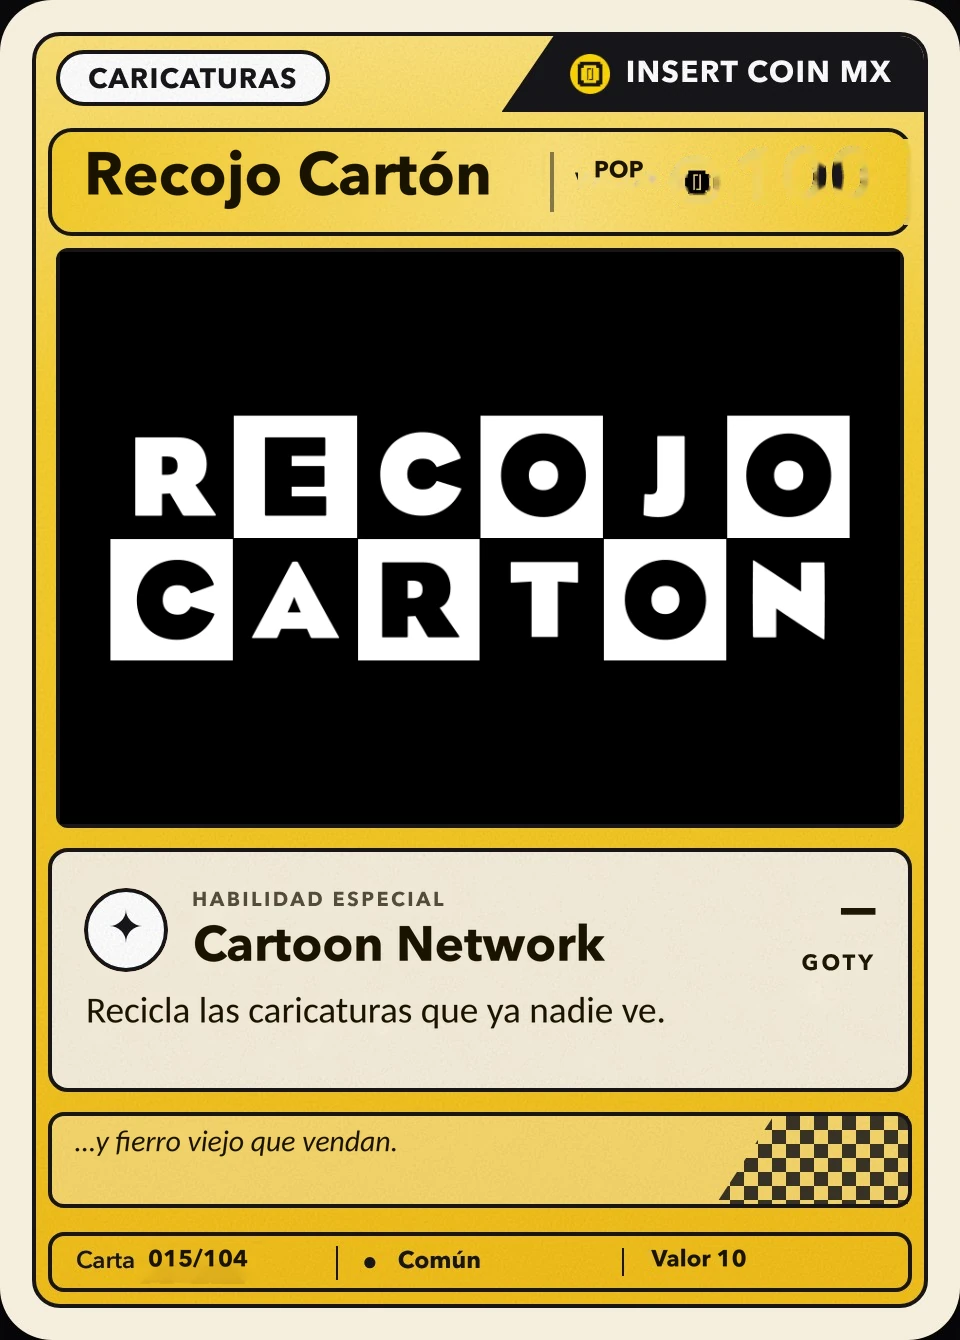 CARICATURAS
INSERT COIN MX
Recojo Cartón
POP
RECOJO
CARTON
HABILIDAD ESPECIAL
Cartoon Network
GOTY
Recicla las caricaturas que ya nadie ve.
...y fierro viejo que vendan.
Carta 015/104
Común
Valor 10